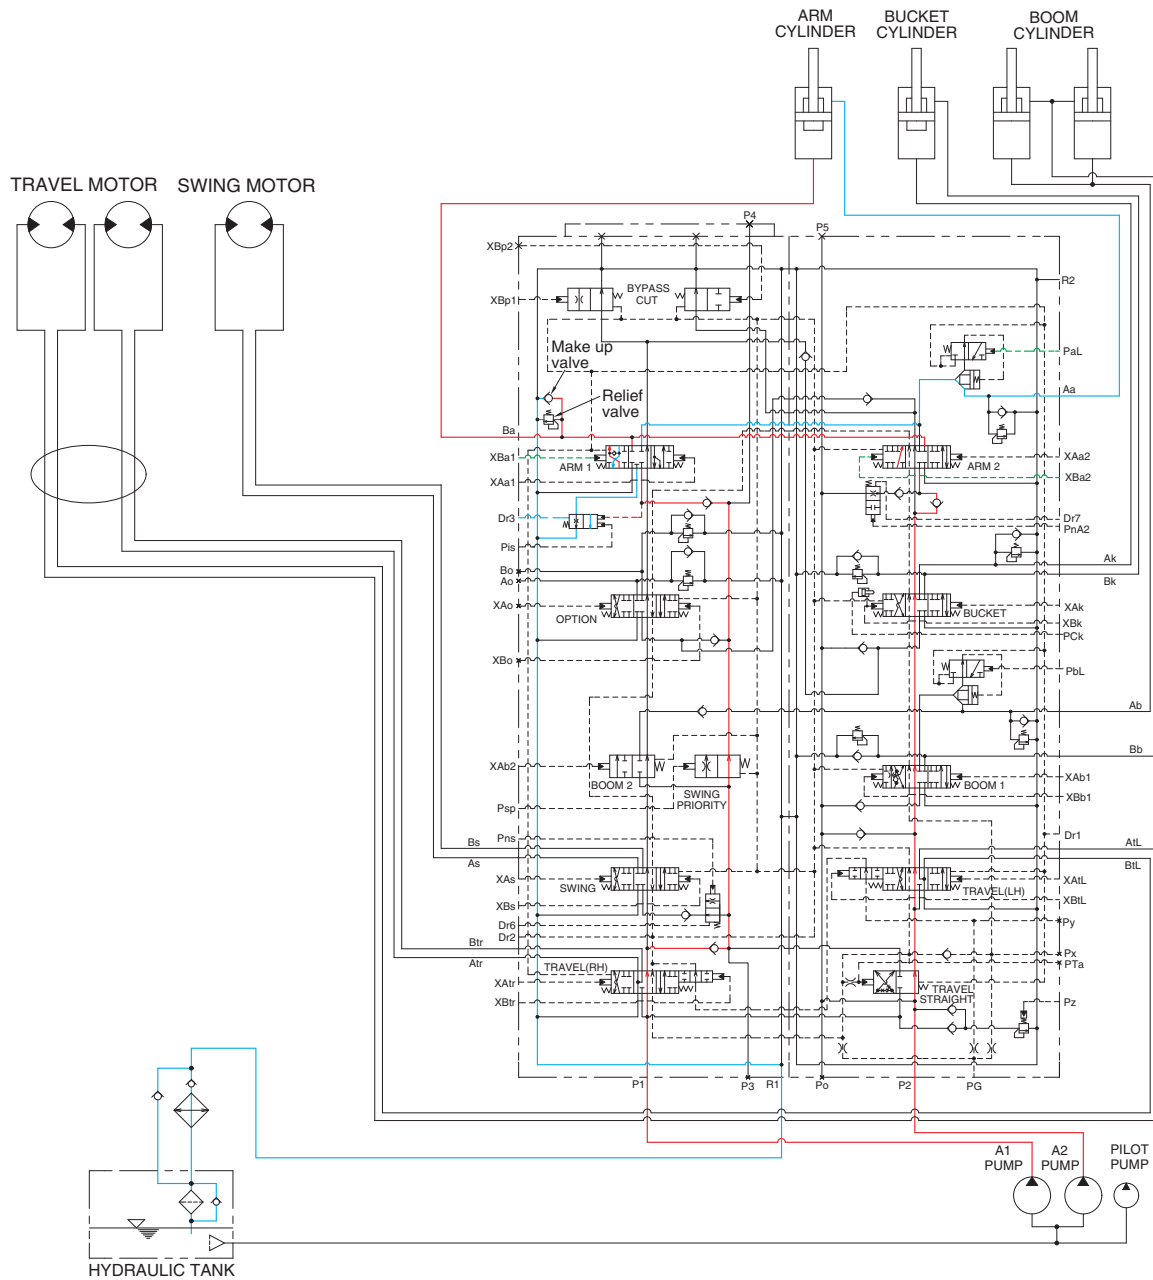 ARM
CYLINDER
BUCKET
CYLINDER
BOOM
CYLINDER
TRAVEL MOTOR
SWING MOTOR
P4
P5
XBp2
R2
XBp1
BYPASS
CUT
Make up
valve
PaL
Aa
Relief
valve
Ba
XBa1
ARM 1
ARM 2
XAa2
XAa1
XBa2
Dr3
Dr7
PnA2
Pis
Ak
Bo
Ao
Bk
XAo
OPTION
BUCKET
XAk
XBk
PCk
XBo
PbL
Ab
Bb
XAb2
BOOM 2
SWING
PRIORITY
BOOM 1
XAb1
XBb1
Psp
Pns
Dr1
Bs
AtL
As
BtL
XAs
SWING
TRAVEL(LH)
XAtL
XBs
XBtL
Dr6
Py
Dr2
Btr
Px
Atr
TRAVEL(RH)
PTa
XAtr
TRAVEL
STRAIGHT
XBtr
Pz
P1
P3
R1
Po
P2
PG
A1
PUMP
A2
PUMP
PILOT
PUMP
HYDRAULIC TANK